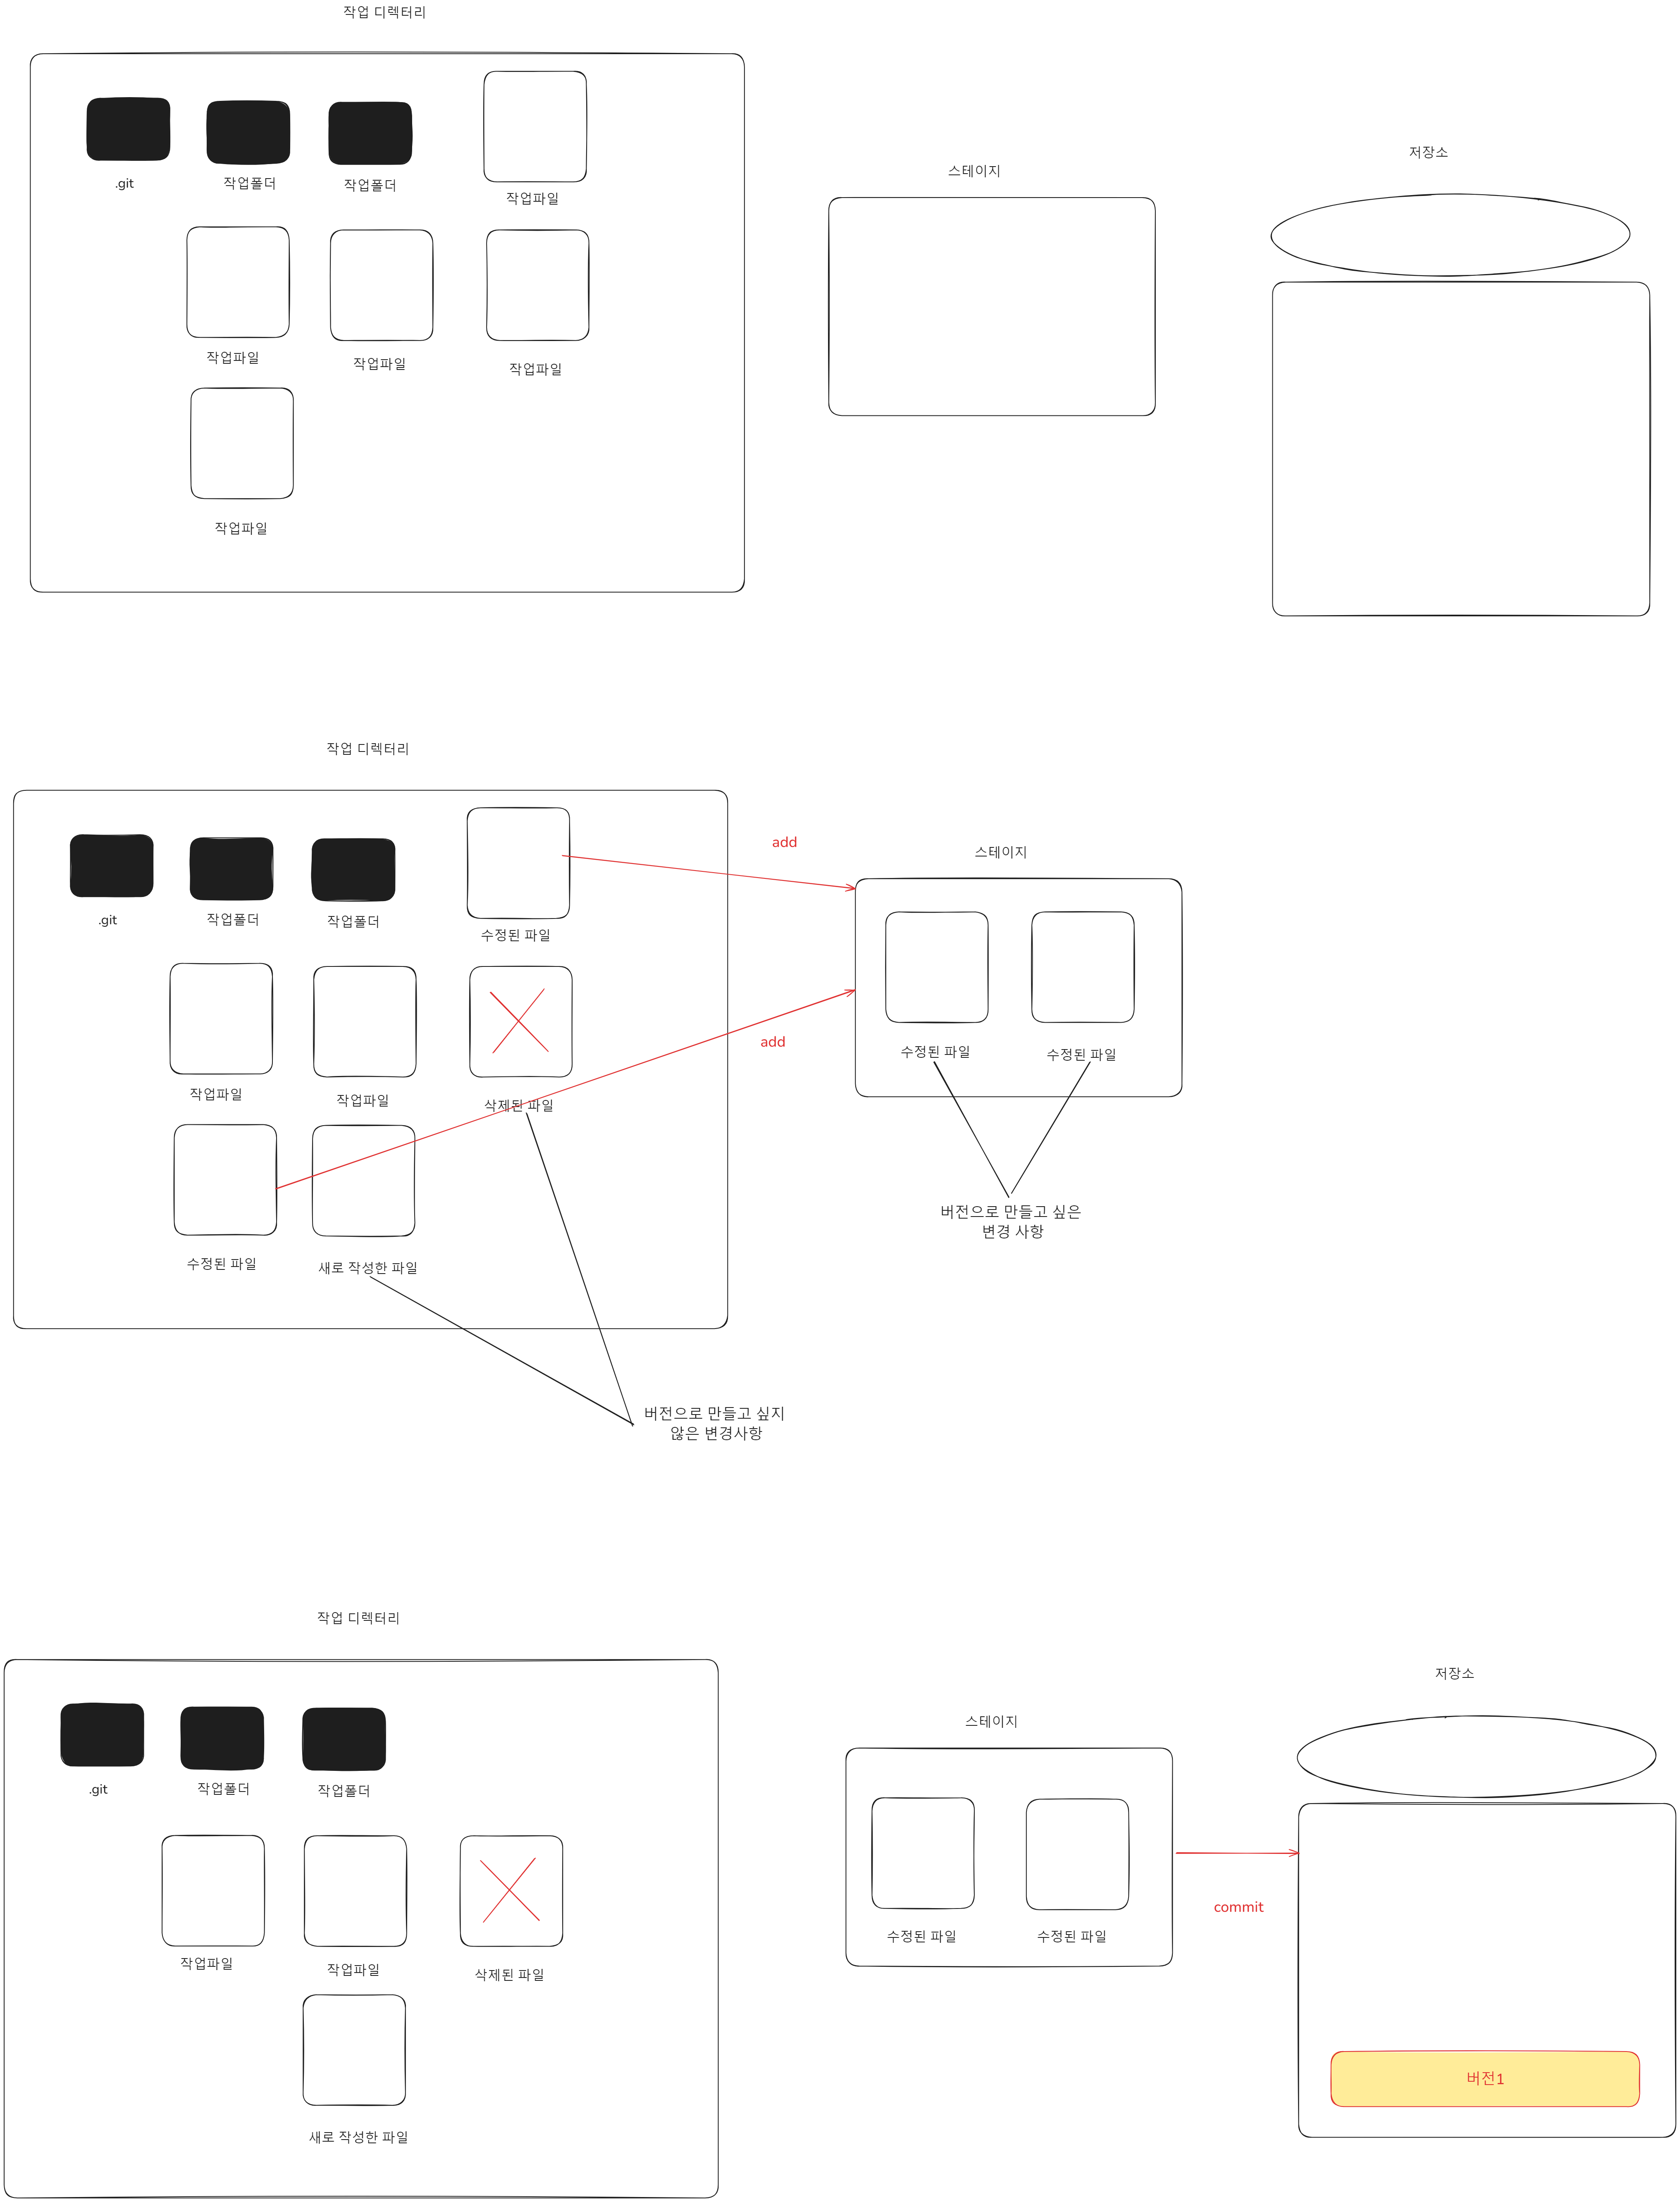 작업 디렉터리
저장소
스테이지
.git
작업폴더
작업폴더
작업파일
작업파일
작업파일
작업파일
작업파일
작업 디렉터리
add
스테이지
.git
작업폴더
작업폴더
수정된 파일
add
수정된 파일
수정된 파일
작업파일
작업파일
삭제된 파일
버전으로 만들고 싶은
변경 사항
수정된 파일
새로 작성한 파일
버전으로 만들고 싶지
않은 변경사항
작업 디렉터리
저장소
스테이지
.git
작업폴더
작업폴더
commit
수정된 파일
수정된 파일
작업파일
작업파일
삭제된 파일
버전1
새로 작성한 파일